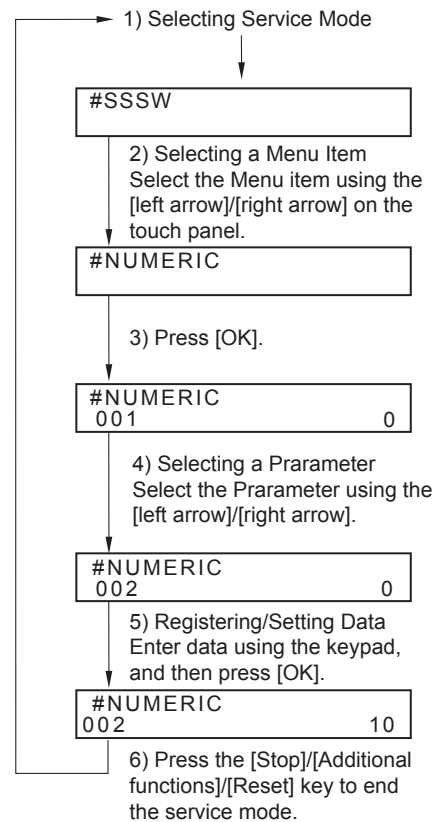 1) Selecting Service Mode
#SSSW
2) Selecting a Menu Item
Select the Menu item using the
[left arrow]/[right arrow] on the
touch panel.
#NUMERIC
3) Press [OK].
#NUMERIC
001 0
4) Selecting a Prarameter
Select the Prarameter using the
[left arrow]/[right arrow].
#NUMERIC
002 0
5) Registering/Setting Data
Enter data using the keypad,
and then press [OK].
#NUMERIC
002 10
6) Press the [Stop]/[Additional
functions]/[Reset] key to end
the service mode.